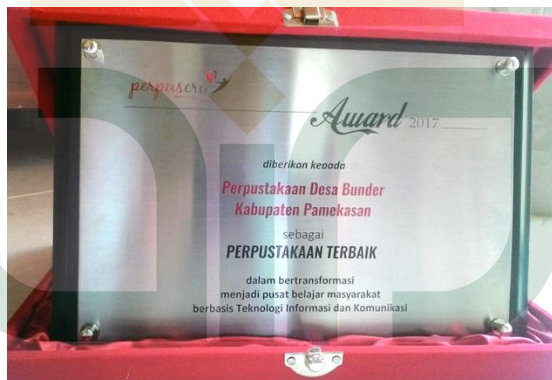 perpuseru
Award 2017
diberikan kepada
Perpustakaan Desa Bunder
Kabupaten Pamekasan
sebagai
PERPUSTAKAAN TERBAIK
dalam bertransformasi
menjadi pusat belajar masyarakat
berbasis Teknologi Informasi dan Komunikasi